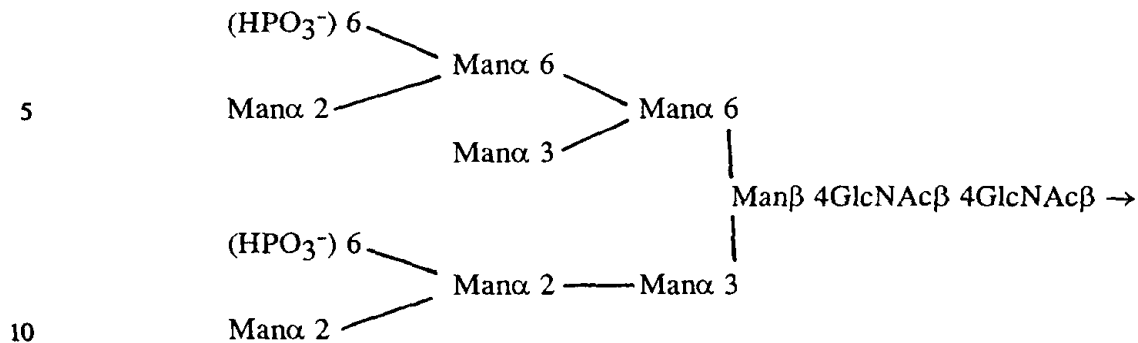 (HPO₃⁻) 6
Manα 6
5 Manα 2 Manα 6
Manα 3
Manβ 4GlcNAcβ 4GlcNAcβ →
(HPO₃⁻) 6
Manα 2 Manα 3
10 Manα 2